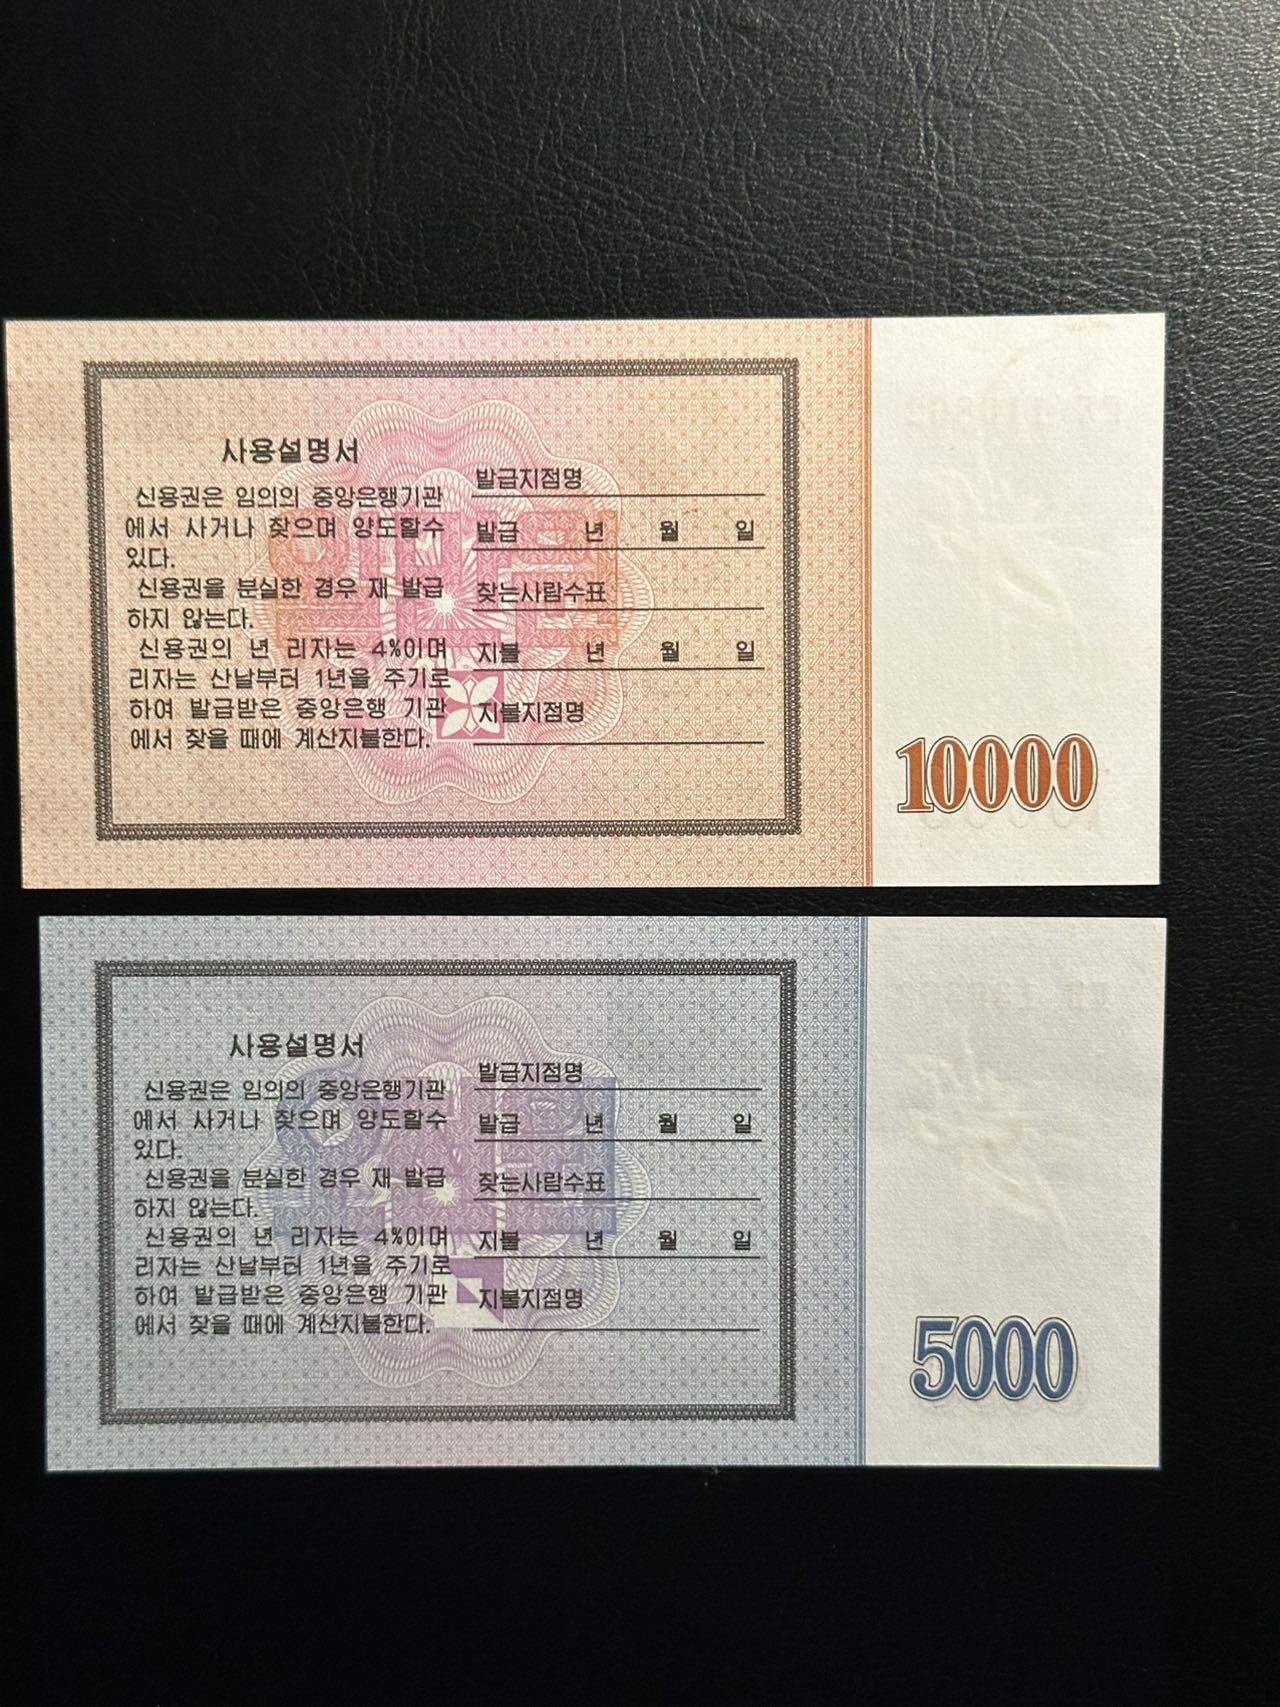 사용설명서
신용권은 임의의 중앙은행기관
에서 사거나 찾으며 양도할수
있다.
신용권을 분실한 경우 재 발급
하지 않는다.
신용권의 년 리자는 4%이며
리자는 산날부터 1년을 주기로
하여 발급받은 중앙은행 기관
에서 찾을 때에 계산지불한다.
발급지점명
발급 년 월 일
찾는사람수표
지불 년 월 일
지불지점명
10000
사용설명서
신용권은 임의의 중앙은행기관
에서 사거나 찾으며 양도할수
있다.
신용권을 분실한 경우 재 발급
하지 않는다.
신용권의 년 리자는 4%이며
리자는 산날부터 1년을 주기로
하여 발급받은 중앙은행 기관
에서 찾을 때에 계산지불한다.
발급지점명
발급 년 월 일
찾는사람수표
지불 년 월 일
지불지점명
5000